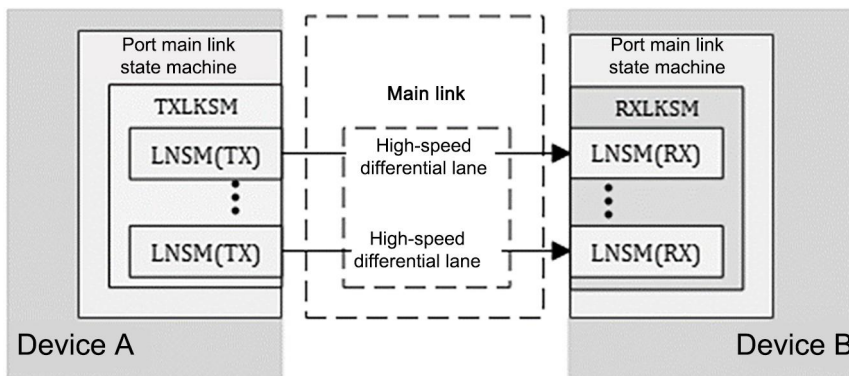 Port main link
state machine
TXLKSM
LNSM(TX)
LNSM(TX)
Device A
Main link
High-speed
differential lane
High-speed
differential lane
Port main link
state machine
RXLKSM
LNSM(RX)
LNSM(RX)
Device B